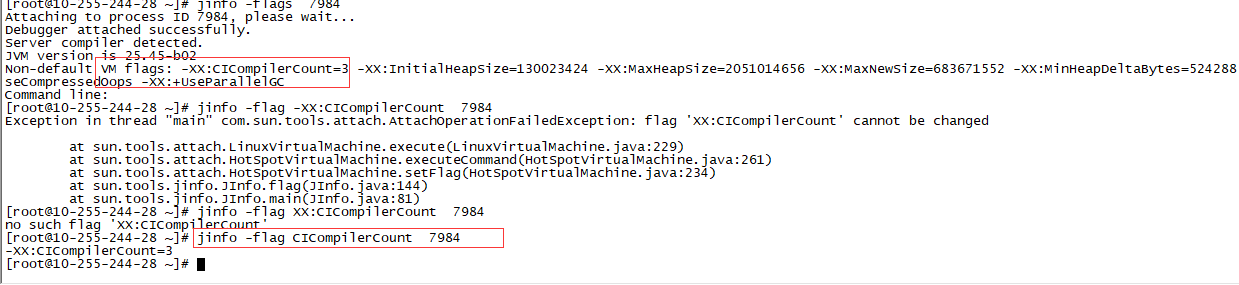 [root@10-255-244-28 ~]# jinfo -flags  7984
Attaching to process ID 7984, please wait...
Debugger attached successfully.
Server compiler detected.
JVM version is 25.45-b02
Non-default VM flags: -XX:CICompilerCount=3 -XX:InitialHeapSize=130023424 -XX:MaxHeapSize=2051014656 -XX:MaxNewSize=683671552 -XX:MinHeapDeltaBytes=524288
seCompressedOops -XX:+UseParallelGC
Command line:
[root@10-255-244-28 ~]# jinfo -flag -XX:CICompilerCount  7984
Exception in thread "main" com.sun.tools.attach.AttachOperationFailedException: flag 'XX:CICompilerCount' cannot be changed
at sun.tools.attach.LinuxVirtualMachine.execute(LinuxVirtualMachine.java:229)
at sun.tools.attach.HotSpotVirtualMachine.executeCommand(HotSpotVirtualMachine.java:261)
at sun.tools.attach.HotSpotVirtualMachine.setFlag(HotSpotVirtualMachine.java:234)
at sun.tools.jinfo.JInfo.flag(JInfo.java:144)
at sun.tools.jinfo.JInfo.main(JInfo.java:81)
[root@10-255-244-28 ~]# jinfo -flag XX:CICompilerCount  7984
no such flag 'XX:CICompilerCount'
[root@10-255-244-28 ~]# jinfo -flag CICompilerCount  7984
-XX:CICompilerCount=3
[root@10-255-244-28 ~]#